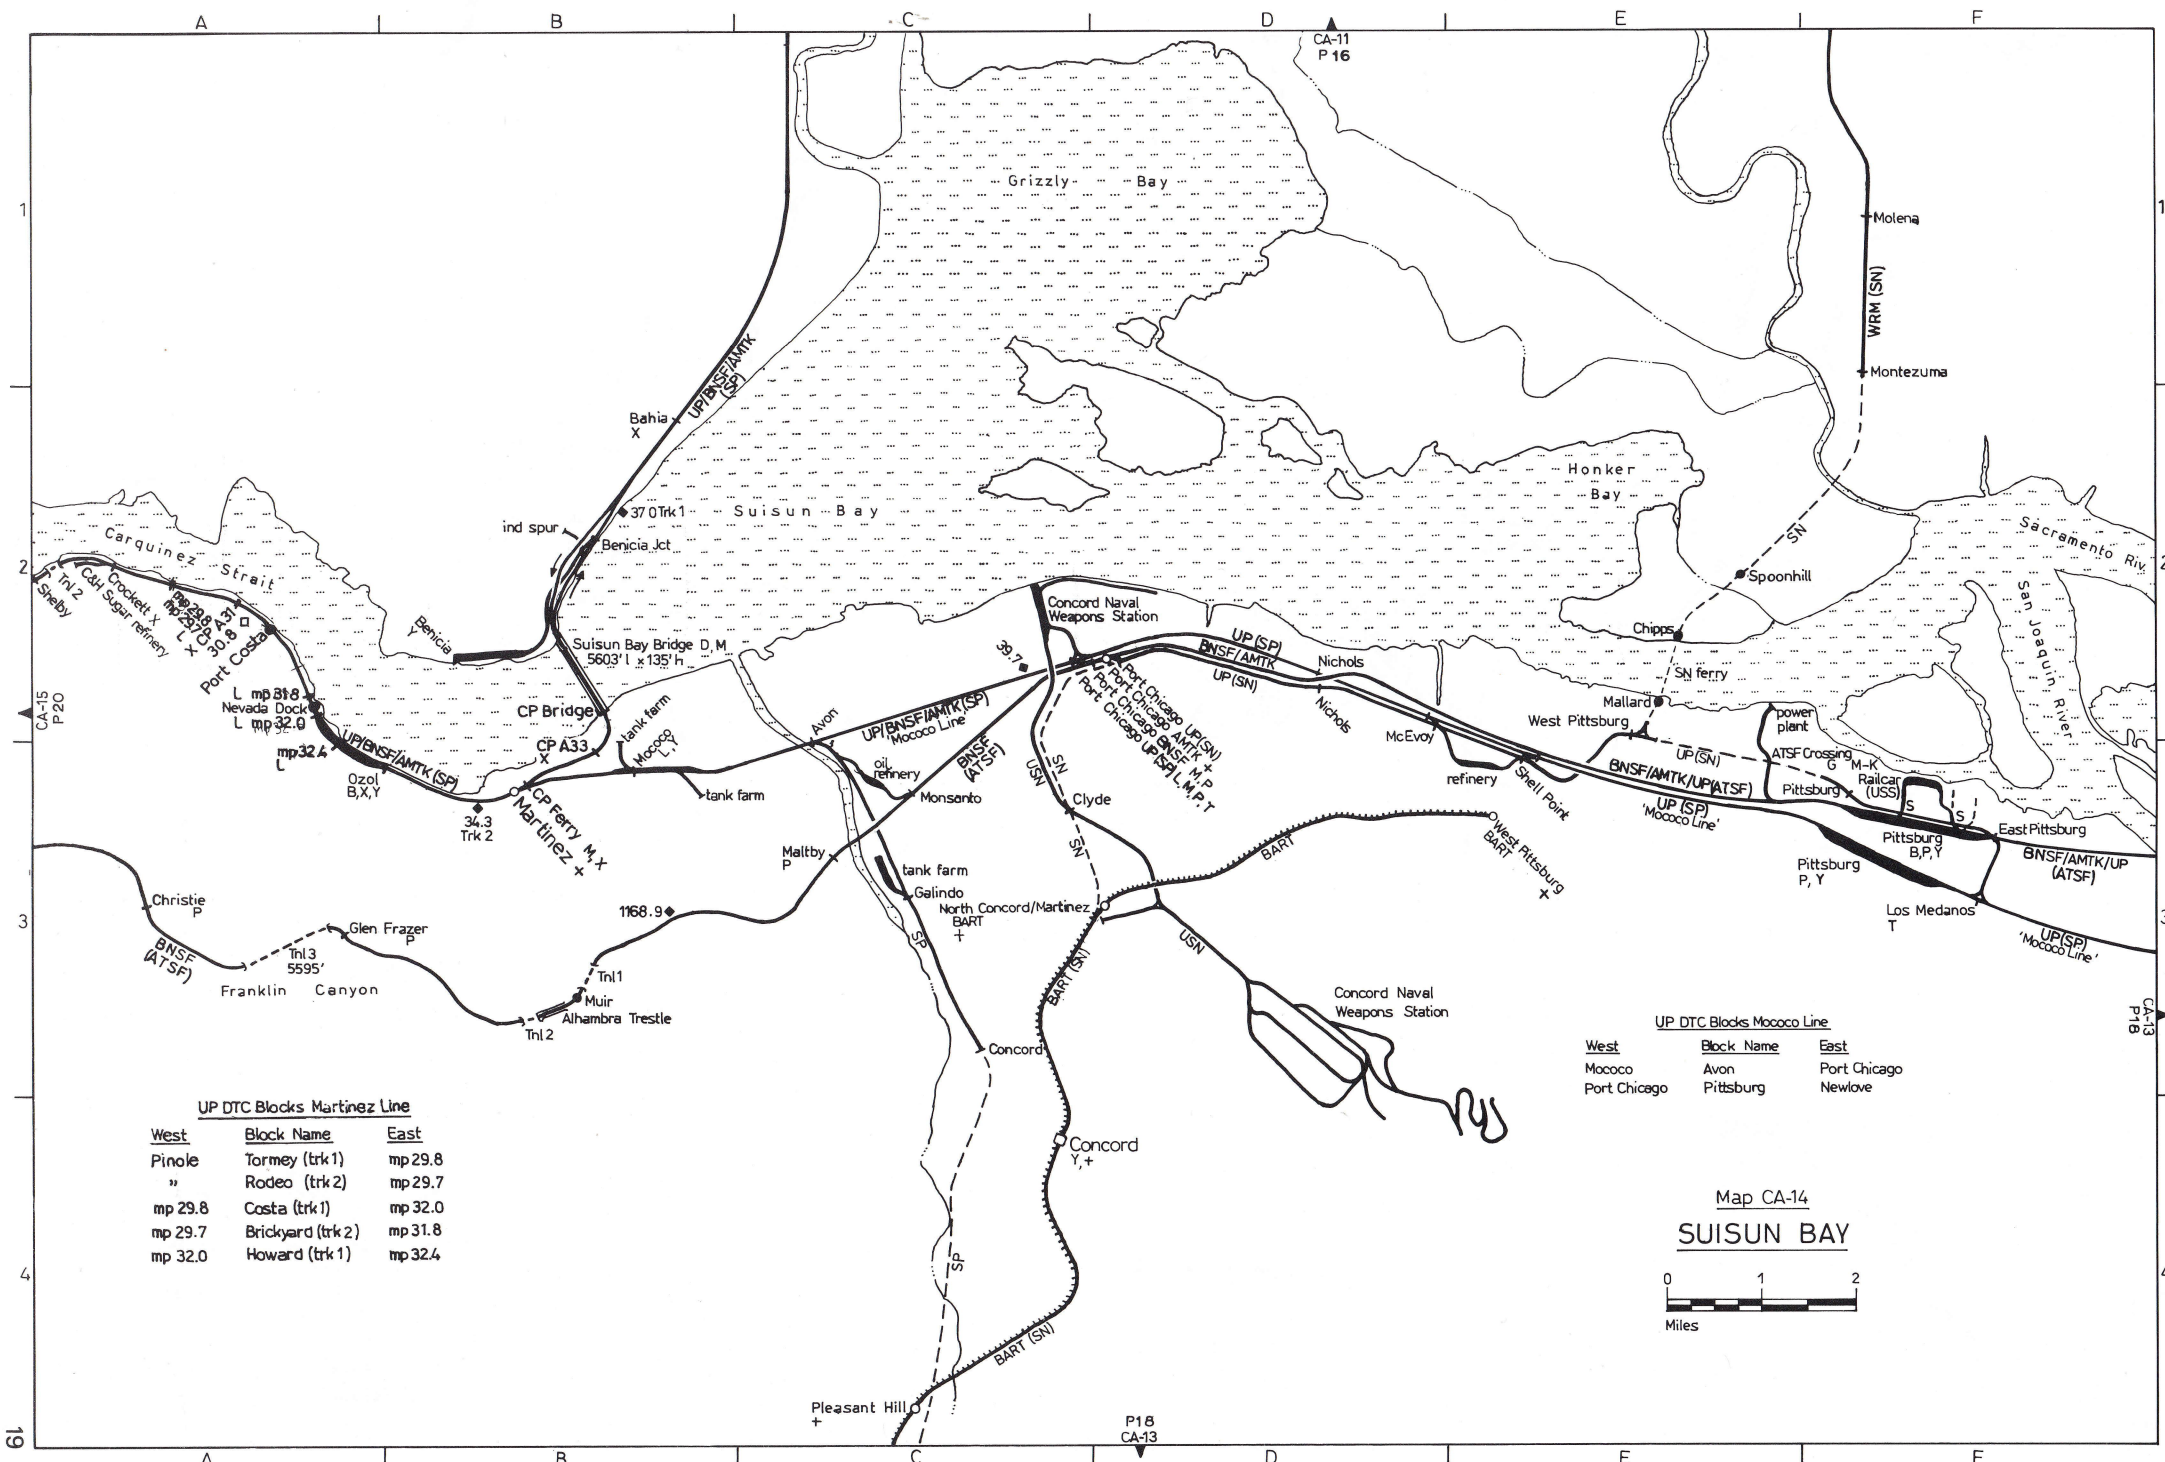 A
B
C
D
E
F
CA-11
P 16
1
1
Grizzly Bay
Molena
WRM (SN)
Montezuma
UP/BNSF/AMTK
(SP)
Bahia
X
Honker
Bay
37 0 Trk 1
Suisun Bay
ind spur
Benicia Jct
SN
Sacramento Riv.
Carquinez Strait
2
Spoonhill
San Joaquin River
Tnl 2
Shelby
C&H Sugar refinery
Crockett X
mp29.8
mp29.7
L
X
CP A31
30.8
Port Costa
Benicia
Y
Concord Naval
Weapons Station
Chipps
Suisun Bay Bridge D, M
5603' l x 135' h
39.7
UP (SP)
BNSF/AMTK
UP (SN)
Nichols
SN ferry
L mp 31.8
Nevada Dock
L mp 32.0
CA-15
P20
CP Bridge
tank farm
Avon
UP/BNSF/AMTK (SP)
'Mococo Line'
Port Chicago UP(SN)
Port Chicago AMTK +
Port Chicago BNSF M,P
Port Chicago UP(SP) L,M,P,T
Nichols
Mallard
West Pittsburg
power
plant
mp 32.4
L
UP/BNSF/AMTK (SP)
CP A33
X
Mococo
L,Y
BNSF
(ATSF)
McEvoy
UP(SN)
ATSF Crossing
G M-K
Ozol
B,X,Y
oil
refinery
USN
SN
refinery
Shell Point
BNSF/AMTK/UP(ATSF)
Railcar
(USS)
tank farm
Monsanto
Clyde
UP (SP)
'Mococo Line'
Pittsburg
S
S
34.3
Trk 2
CP Ferry M,X
Martinez +
Pittsburg
B,P,Y
East Pittsburg
SN
BART
West Pittsburg
BART
+
Maltby
P
Pittsburg
P, Y
BNSF/AMTK/UP
(ATSF)
tank farm
Galindo
Christie
P
1168.9
North Concord/Martinez
BART
+
Los Medanos
T
3
Glen Frazer
P
BNSF
(ATSF)
SP
USN
UP(SP)
'Mococo Line'
Tnl 3
5595'
Tnl 1
BART (SN)
Franklin Canyon
Muir
Alhambra Trestle
Tnl 2
Concord Naval
Weapons Station
CA-13
P18
UP DTC Blocks Mococo Line
West Block Name East
Mococo Avon Port Chicago
Port Chicago Pittsburg Newlove
Concord
UP DTC Blocks Martinez Line
West Block Name East
Pinole Tormey (trk 1) mp 29.8
" Rodeo (trk 2) mp 29.7
mp 29.8 Costa (trk 1) mp 32.0
mp 29.7 Brickyard (trk 2) mp 31.8
mp 32.0 Howard (trk 1) mp 32.4
Concord
Y,+
Map CA-14
SUISUN BAY
SP
4
0 1 2
Miles
BART (SN)
Pleasant Hill
+
P18
CA-13
19
A
B
C
D
E
F